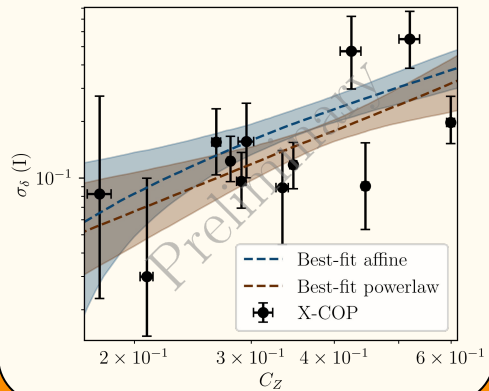 σ_δ (I)
10⁻¹
Preliminary
Best-fit affine
Best-fit powerlaw
X-COP
2 × 10⁻¹ 3 × 10⁻¹ 4 × 10⁻¹ 6 × 10⁻¹
C_Z